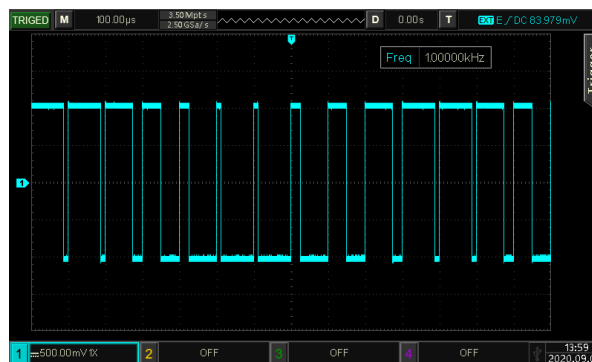 TRIGED M 100.00µs 3.50Mpts D 0.00s T EXT E DC 83.979mV
2.50GSa/s
T
Freq 1.00000kHz
Trigger
1
1 500.00mV 1X 2 OFF 3 OFF 4 OFF 13:59